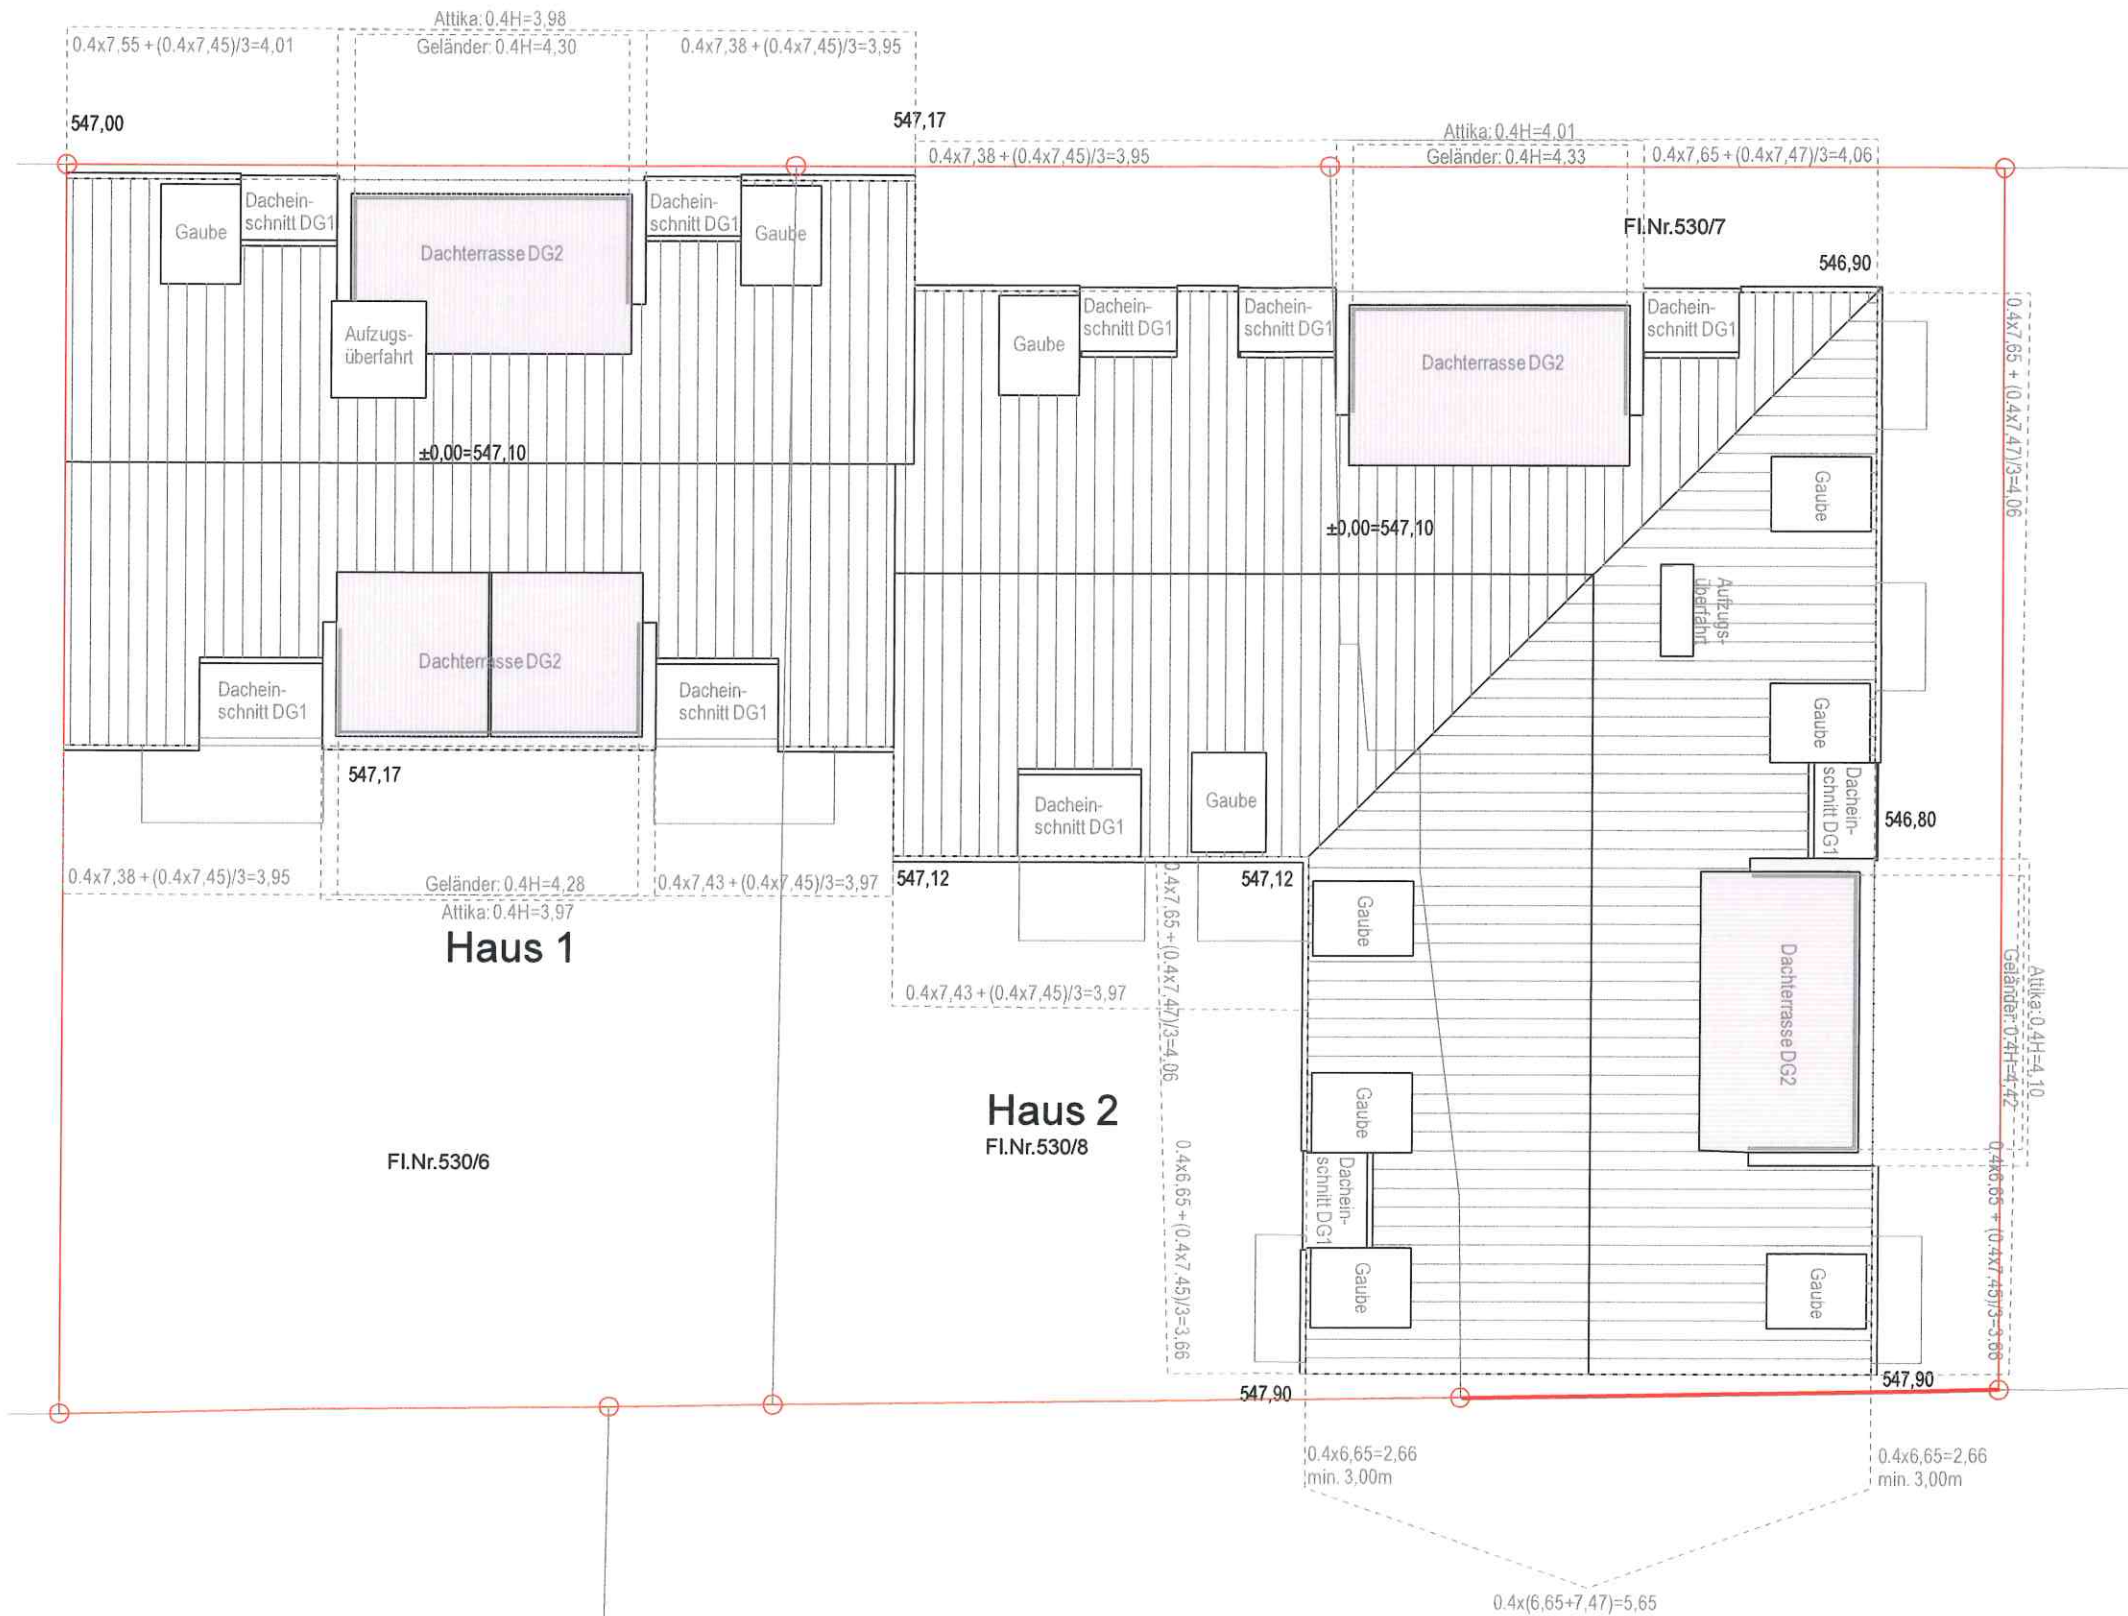 Attika: 0.4H=3,98
0.4x7,55 + (0.4x7,45)/3=4,01
Geländer: 0.4H=4,30
0.4x7,38 + (0.4x7,45)/3=3,95
547,00
547,17
Attika: 0.4H=4,01
0.4x7,38 + (0.4x7,45)/3=3,95
Geländer: 0.4H=4,33
0.4x7,65 + (0.4x7,47)/3=4,06
Gaube
Dachein-
schnitt DG1
Dachterrasse DG2
Dachein-
schnitt DG1
Gaube
Fl.Nr.530/7
546,90
Aufzugs-
überfahrt
Gaube
Dachein-
schnitt DG1
Dachein-
schnitt DG1
Dachterrasse DG2
Dachein-
schnitt DG1
0.4x7,65 + (0.4x7,47)/3=4,06
±0,00=547,10
Gaube
±0,00=547,10
Aufzugs-
überfahrt
Dachterrasse DG2
Dachein-
schnitt DG1
Dachein-
schnitt DG1
Gaube
547,17
Dachein-
schnitt DG1
Gaube
Dachein-
schnitt DG1
546,80
0.4x7,38 + (0.4x7,45)/3=3,95
Geländer: 0.4H=4,28
0.4x7,43 + (0.4x7,45)/3=3,97
547,12
547,12
Attika: 0.4H=3,97
Haus 1
Gaube
0.4x7,65 + (0.4x7,47)/3=4,06
0.4x7,43 + (0.4x7,45)/3=3,97
Dachterrasse DG2
Geländer: 0.4H=4,42
Attika: 0.4H=4,10
Haus 2
Fl.Nr.530/8
Gaube
Fl.Nr.530/6
0.4x6,65 + (0.4x7,45)/3=3,66
Dachein-
schnitt DG1
0.4x6,65 + (0.4x7,45)/3=3,66
Gaube
Gaube
547,90
547,90
0.4x6,65=2,66
min. 3,00m
0.4x6,65=2,66
min. 3,00m
0.4x(6,65+7,47)=5,65